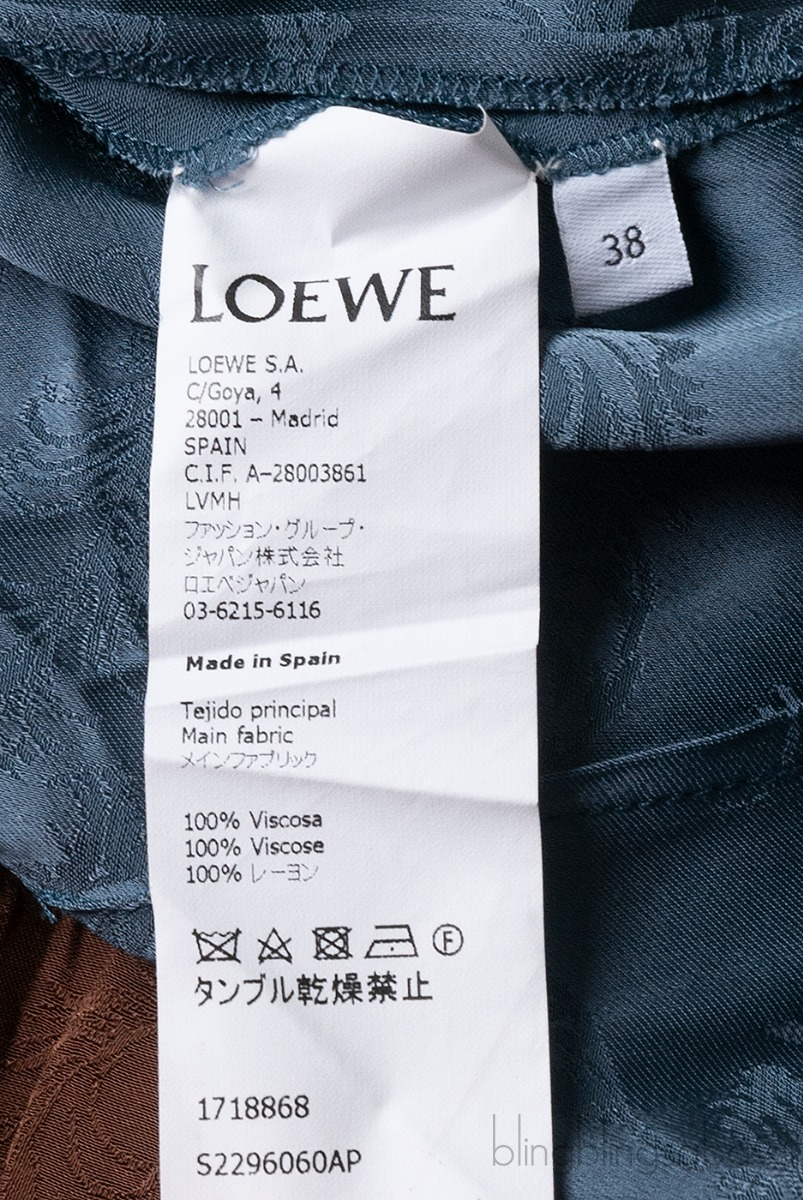 LOEWE
38
LOEWE S.A.
C/Goya, 4
28001 – Madrid
SPAIN
C.I.F. A–28003861
LVMH
ファッション・グループ・
ジャパン株式会社
ロエベジャパン
03-6215-6116
Made in Spain
Tejido principal
Main fabric
メインファブリック
100% Viscosa
100% Viscose
100% レーヨン
F
タンブル乾燥禁止
1718868
S2296060AP